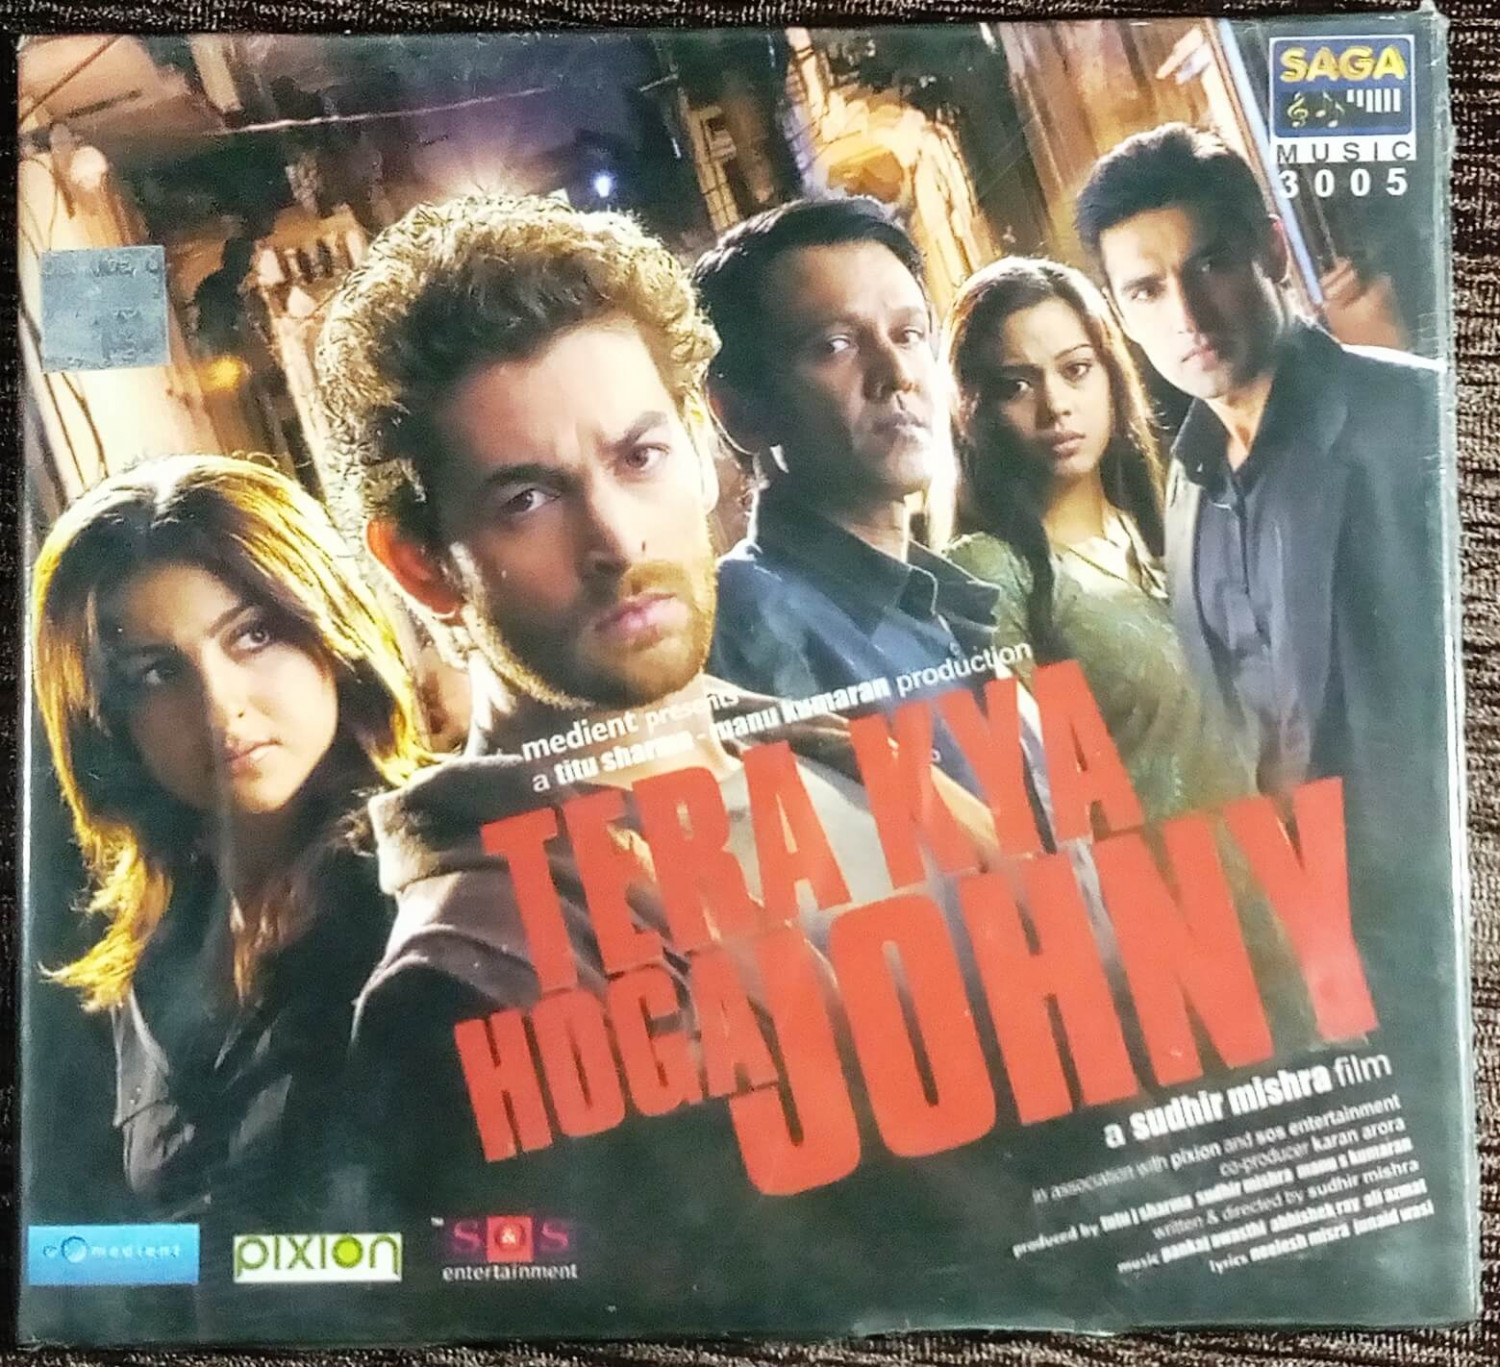 SAGA
MUSIC
3005
medient presents
a titu sharma - manu kumaran production
TERA KYA
HOGA JOHNY
a sudhir mishra film
in association with pixion and sos entertainment
co-producer karan arora
produced by tutu j sharma sudhir mishra manu s kumaran
written & directed by sudhir mishra
music pankaj awasthi abhishek ray ali azmat
lyrics neelesh misra junaid wasi
medient
pixion
TM S&S
entertainment